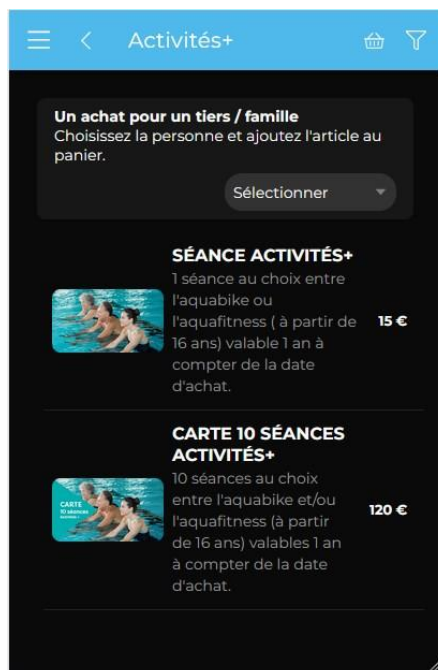 Activités+
Un achat pour un tiers / famille
Choisissez la personne et ajoutez l'article au
panier.
Sélectionner
SÉANCE ACTIVITÉS+
1 séance au choix entre
l'aquabike ou
l'aquafitness ( à partir de
16 ans) valable 1 an à
compter de la date
d'achat.
15 €
CARTE 10 SÉANCES
ACTIVITÉS+
10 séances au choix
entre l'aquabike et/ou
l'aquafitness (à partir
de 16 ans) valables 1 an
à compter de la date
d'achat.
120 €
CARTE
10 séances